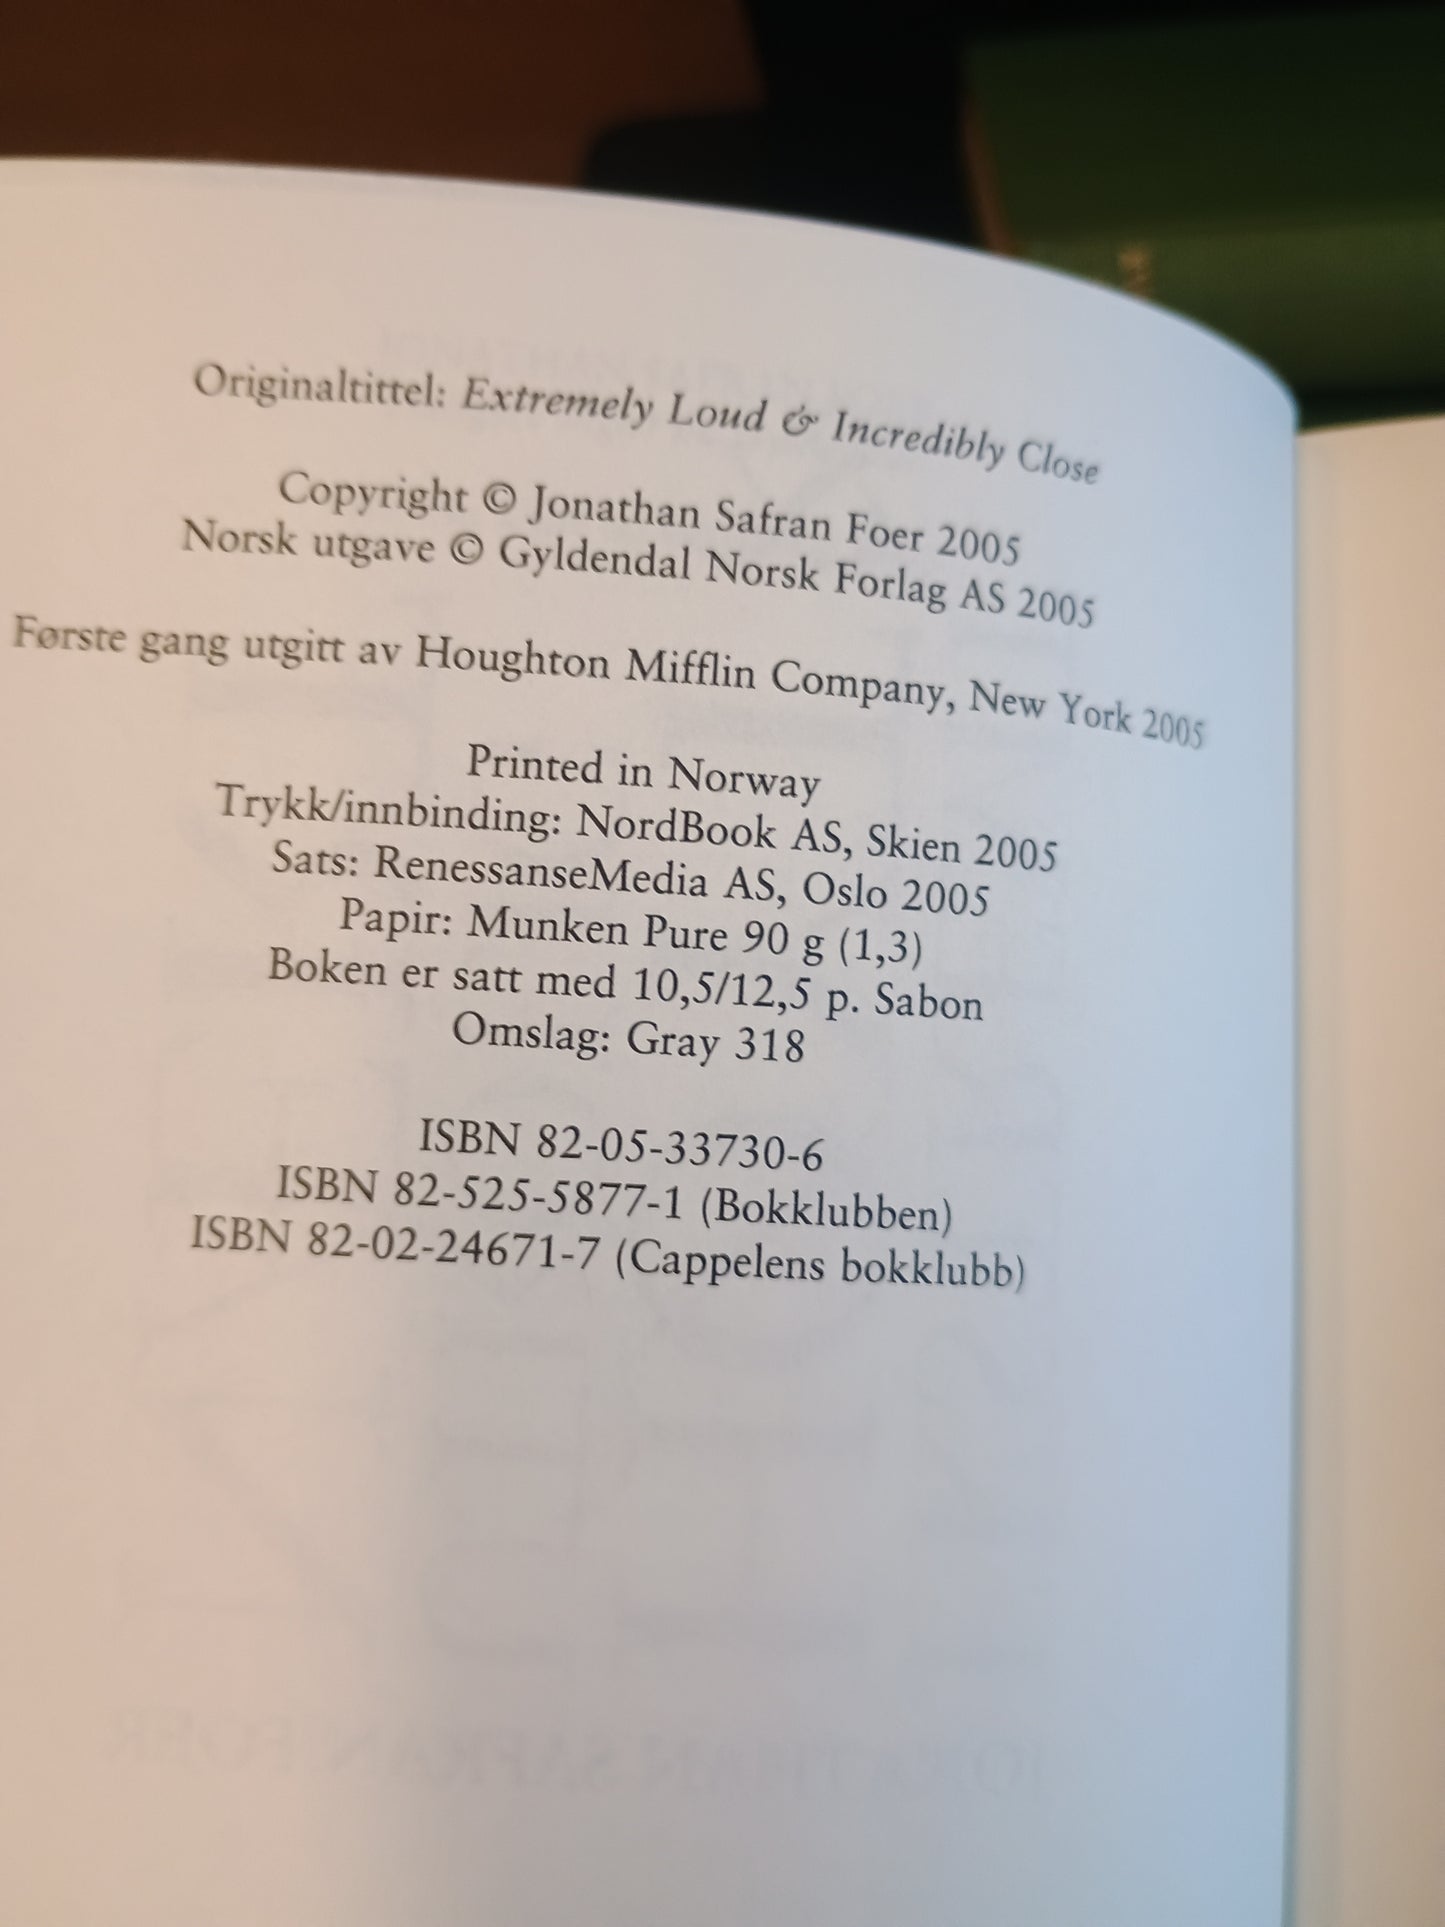 Originaltittel: Extremely Loud & Incredibly Close
Copyright © Jonathan Safran Foer 2005
Norsk utgave © Gyldendal Norsk Forlag AS 2005
Første gang utgitt av Houghton Mifflin Company, New York 2005
Printed in Norway
Trykk/innbinding: NordBook AS, Skien 2005
Sats: RenessanseMedia AS, Oslo 2005
Papir: Munken Pure 90 g (1,3)
Boken er satt med 10,5/12,5 p. Sabon
Omslag: Gray 318
ISBN 82-05-33730-6
ISBN 82-525-5877-1 (Bokklubben)
ISBN 82-02-24671-7 (Cappelens bokklubb)